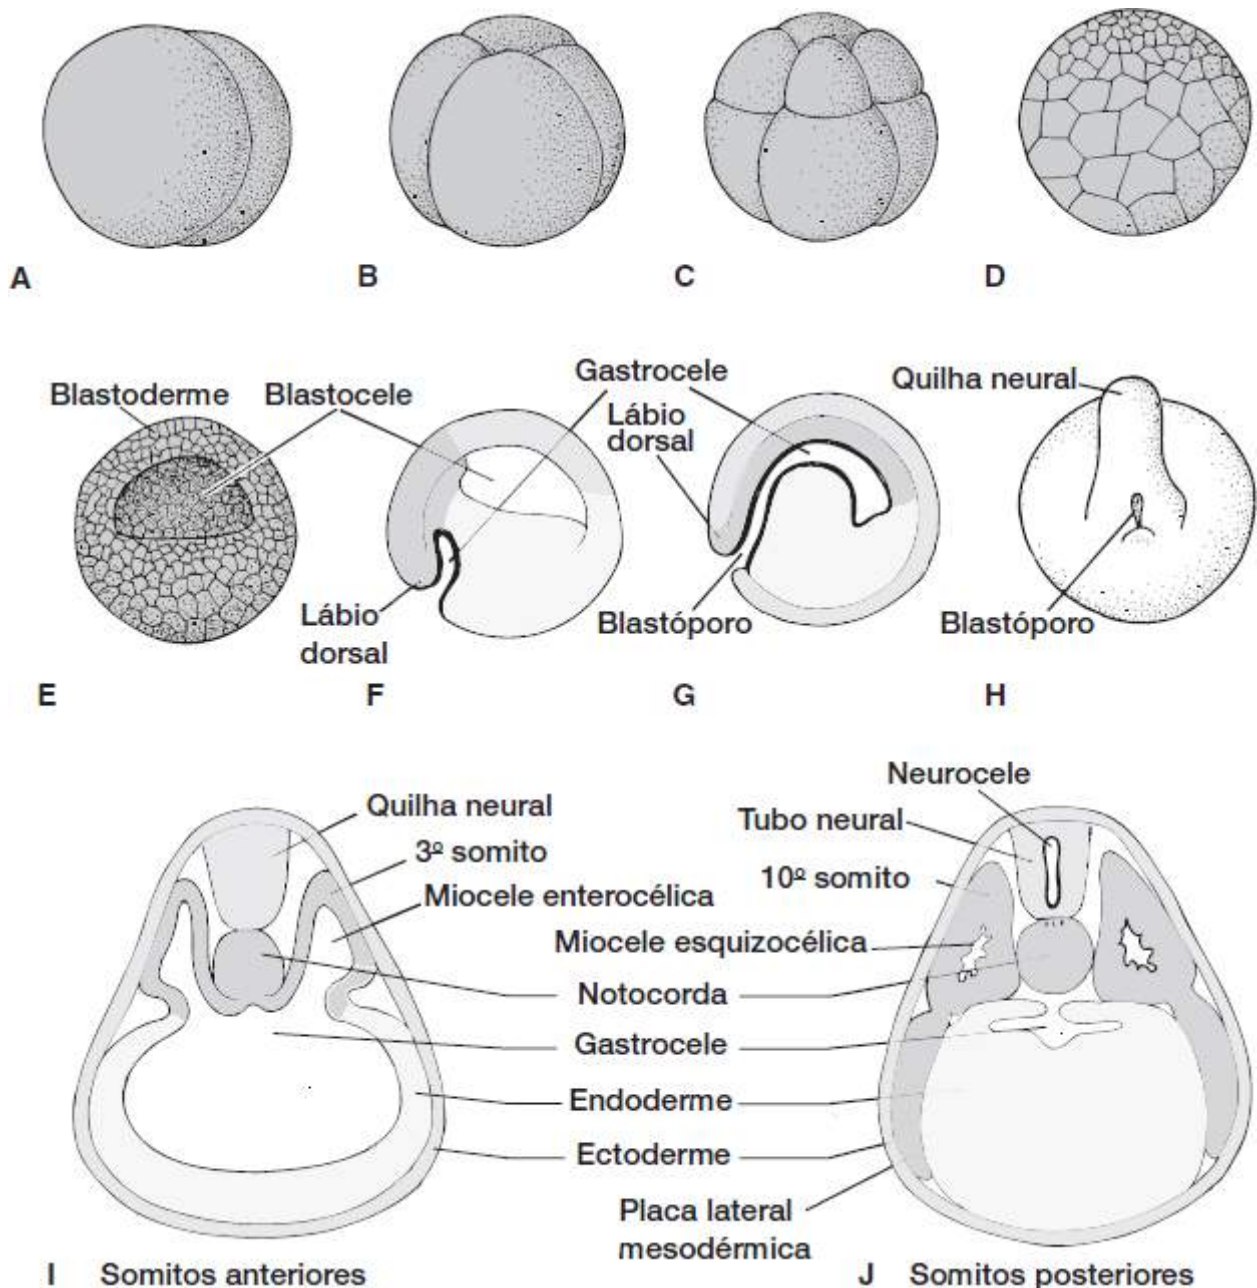 A
B
C
D
Blastoderme
Blastocele
Gastrocele
Lábio
dorsal
Quilha neural
Lábio
dorsal
Blastóporo
Blastóporo
E
F
G
H
Quilha neural
3º somito
Miocele enterocélica
Neurocele
Tubo neural
10º somito
Miocele esquizocélica
Notocorda
Gastrocele
Endoderme
Ectoderme
Placa lateral
mesodérmica
I Somitos anteriores
J Somitos posteriores